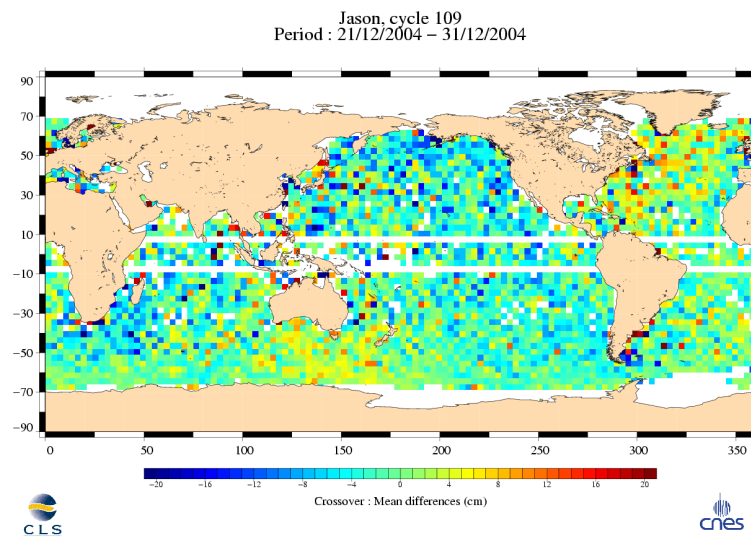 Jason, cycle 109
Period : 21/12/2004 − 31/12/2004
90
70
50
30
10
−10
−30
−50
−70
−90
0 50 100 150 200 250 300 350
−20 −16 −12 −8 −4 0 4 8 12 16 20
Crossover : Mean differences (cm)
CLS
cnes